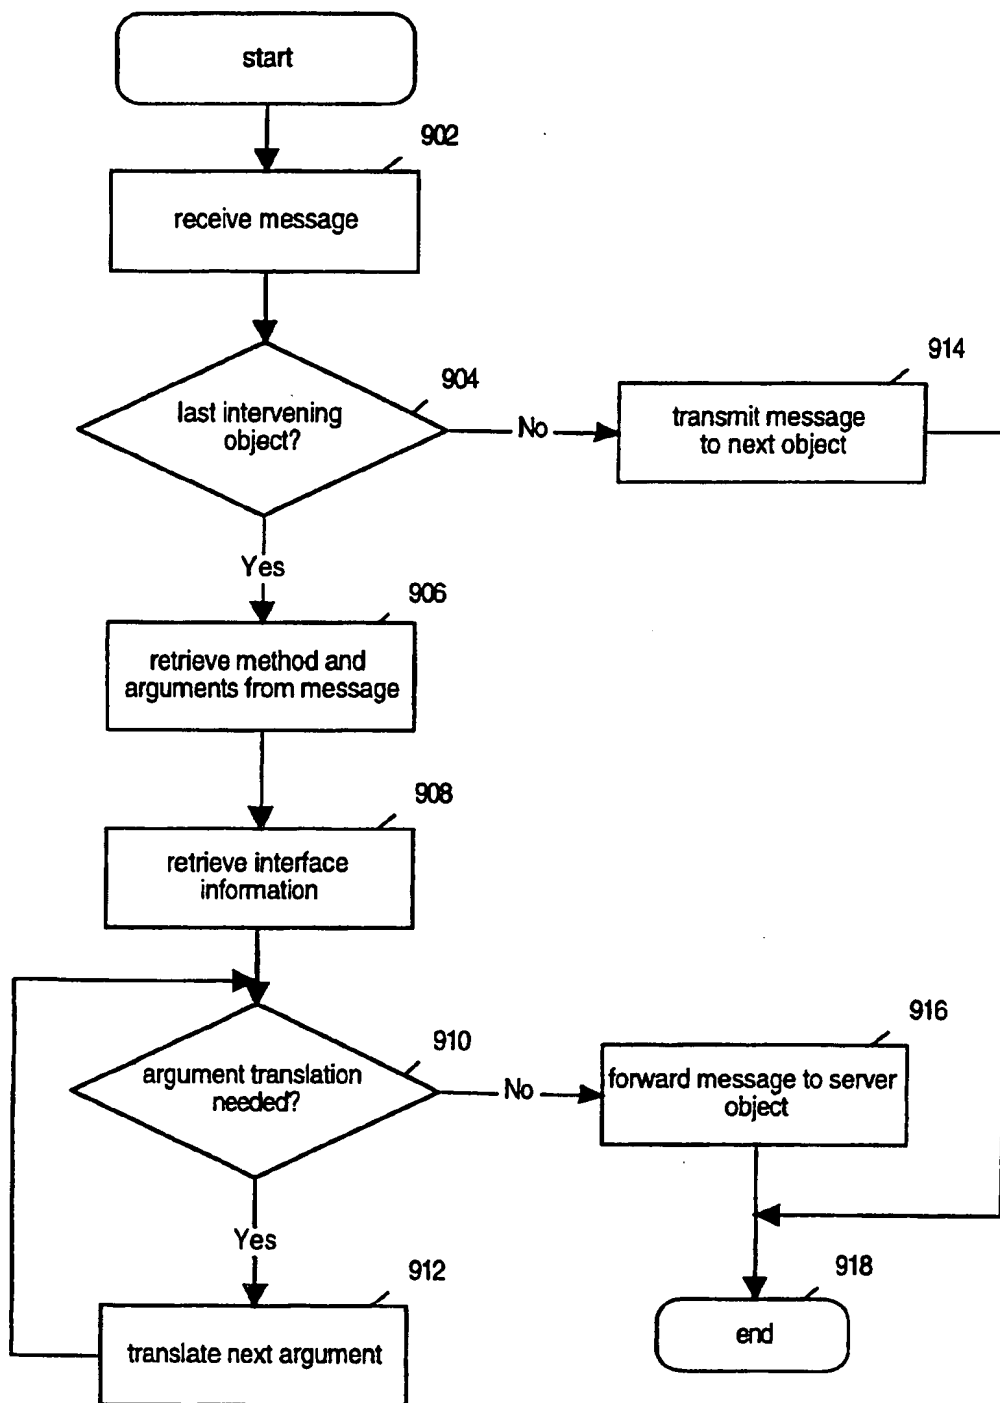 start
902
receive message
904
last intervening
object?
No
914
transmit message
to next object
Yes
906
retrieve method and
arguments from message
908
retrieve interface
information
910
argument translation
needed?
No
916
forward message to server
object
Yes
912
translate next argument
918
end